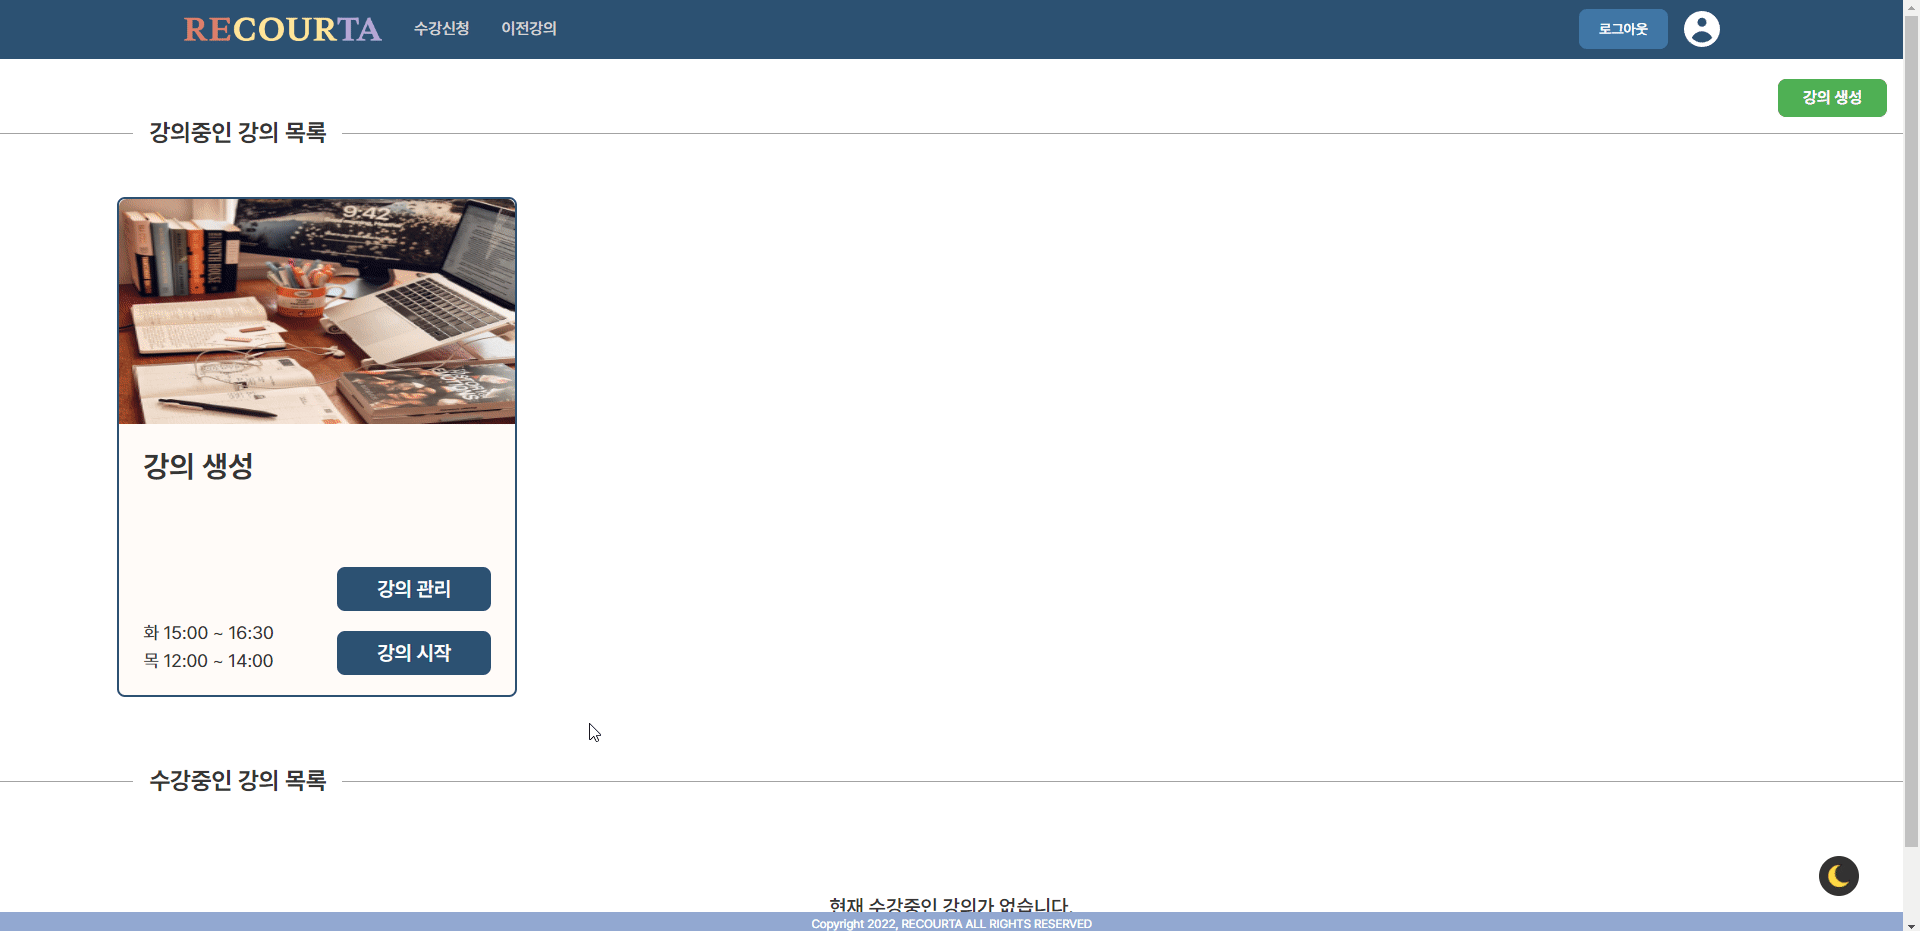 RECOURTA 수강신청 이전강의 로그아웃
강의 생성
강의중인 강의 목록
9:42
NINTH HOUSE
강의 생성
강의 관리
화 15:00 ~ 16:30
목 12:00 ~ 14:00
강의 시작
수강중인 강의 목록
현재 수강중인 강의가 없습니다.
Copyright 2022, RECOURTA ALL RIGHTS RESERVED